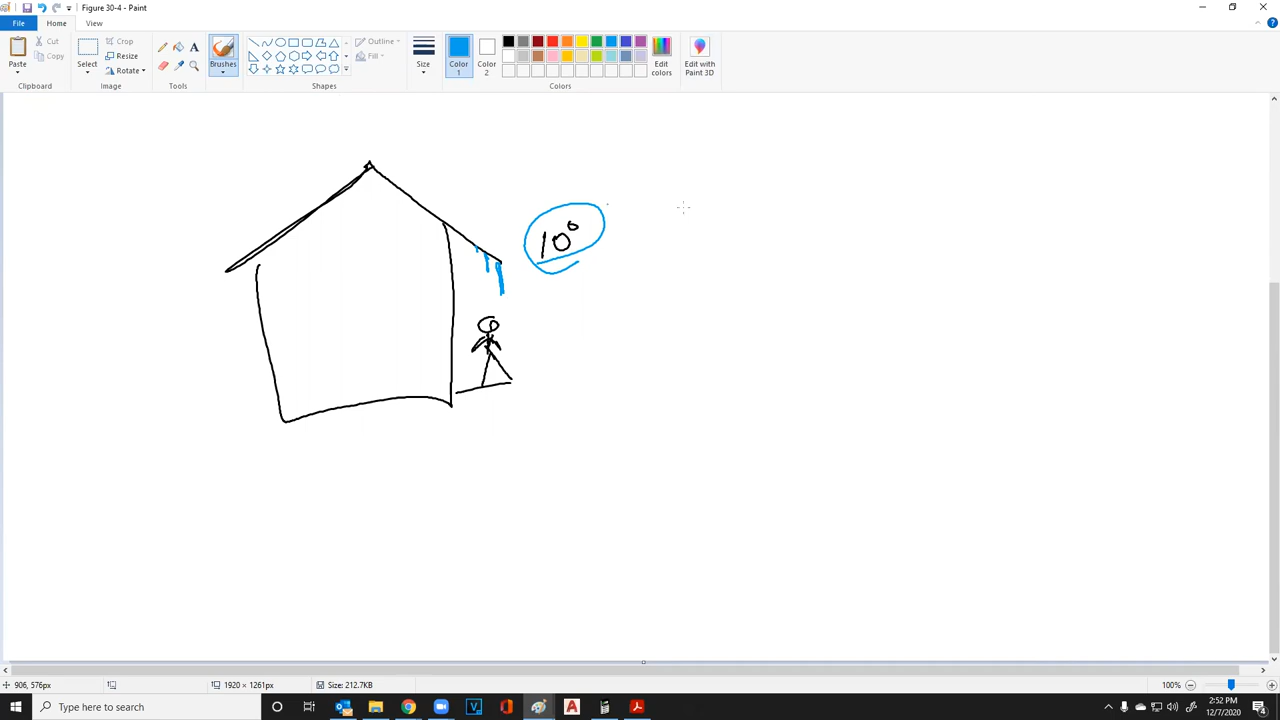 Figure 30-4 - Paint
File Home View
Paste
Cut
Copy
Clipboard
Select
Crop
Resize
Rotate
Image
Tools
Brushes
Shapes
Outline
Fill
Size
Color 1
Color 2
Edit colors
Colors
Edit with Paint 3D
10°
906, 576px
1920 × 1261px
Size: 212.7KB
100%
Type here to search
2:52 PM
12/7/2020
4